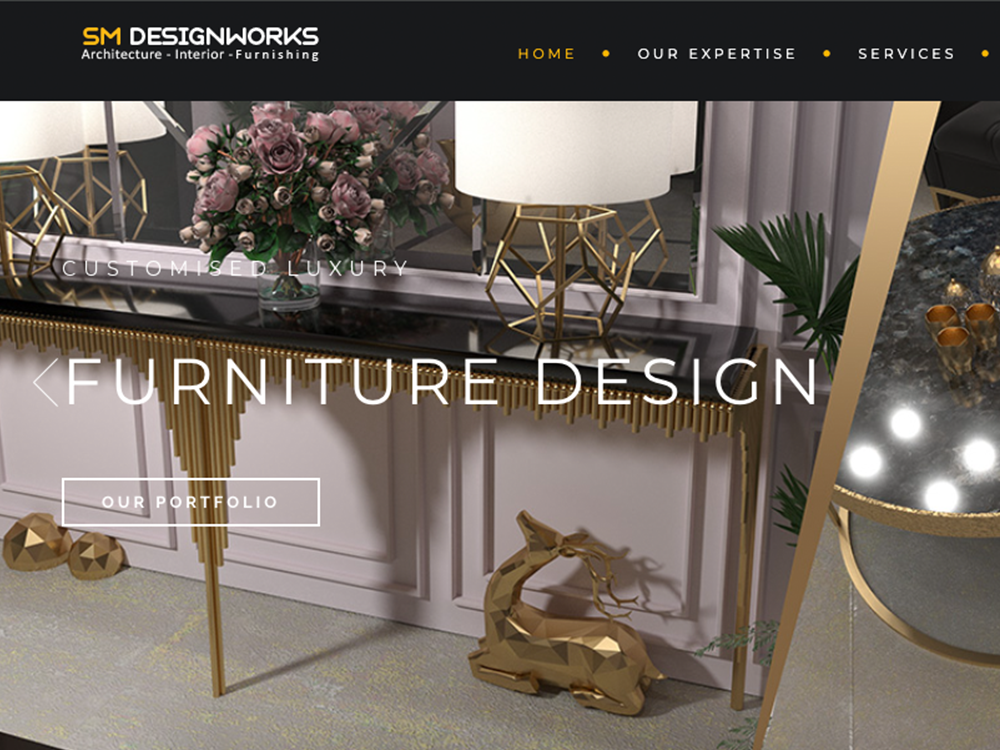 SM DESIGNWORKS
Architecture - Interior - Furnishing
HOME • OUR EXPERTISE • SERVICES •
CUSTOMISED LUXURY
FURNITURE DESIGN
OUR PORTFOLIO